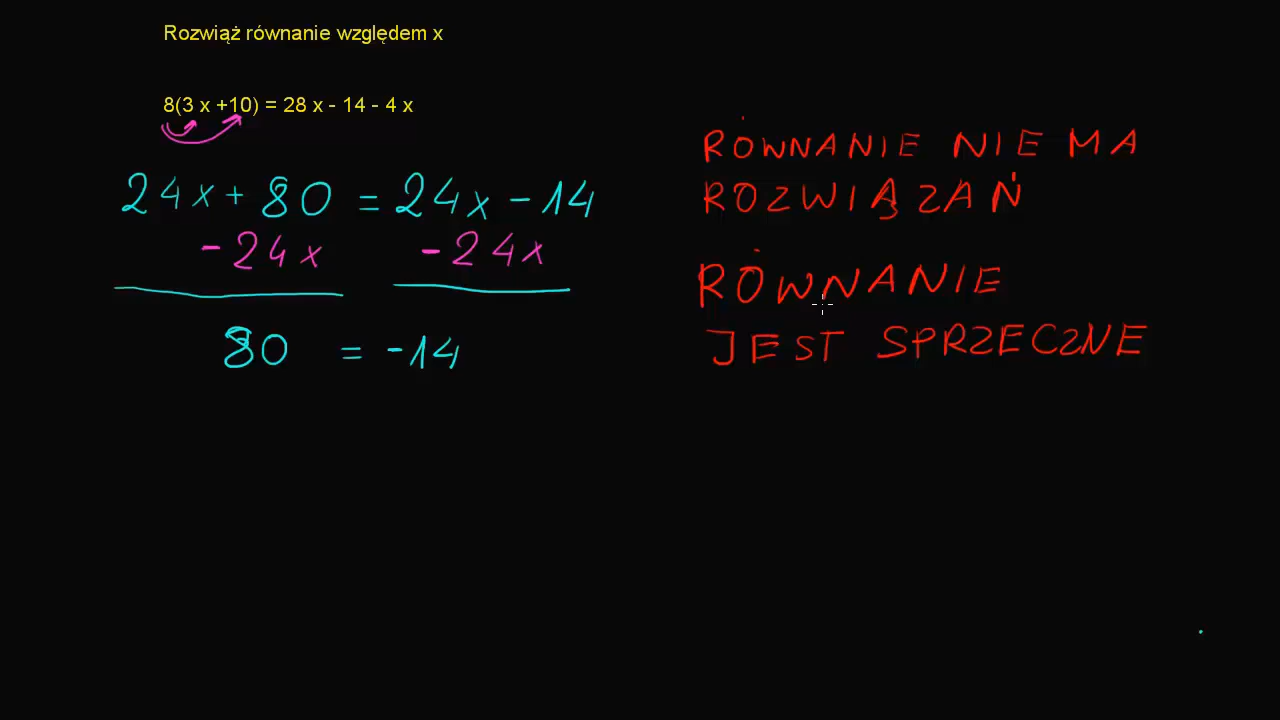 Rozwiąż równanie względem x
8(3 x +10) = 28 x - 14 - 4 x
24x + 80 = 24x - 14
-24x -24x
80 = -14
RÓWNANIE NIE MA
ROZWIĄZAŃ
RÓWNANIE
JEST SPRZECZNE